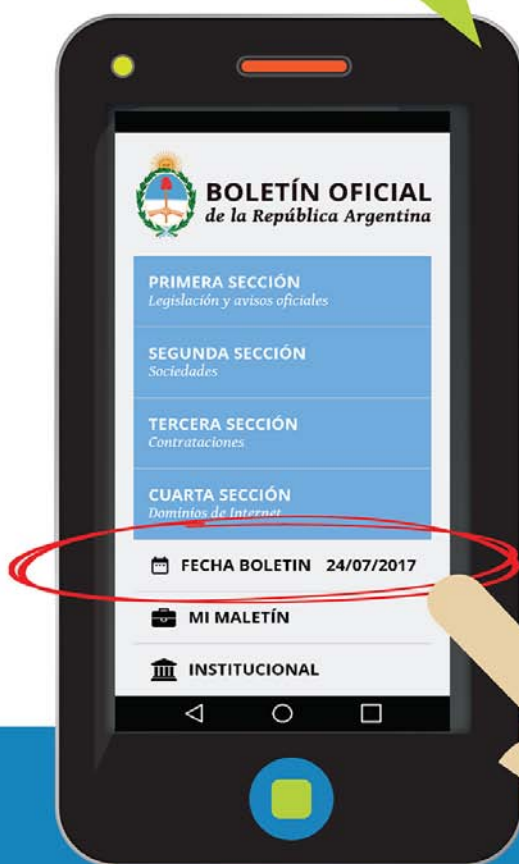 BOLETÍN OFICIAL
de la República Argentina
PRIMERA SECCIÓN
Legislación y avisos oficiales
SEGUNDA SECCIÓN
Sociedades
TERCERA SECCIÓN
Contrataciones
CUARTA SECCIÓN
Dominios de Internet
FECHA BOLETIN 24/07/2017
MI MALETÍN
INSTITUCIONAL